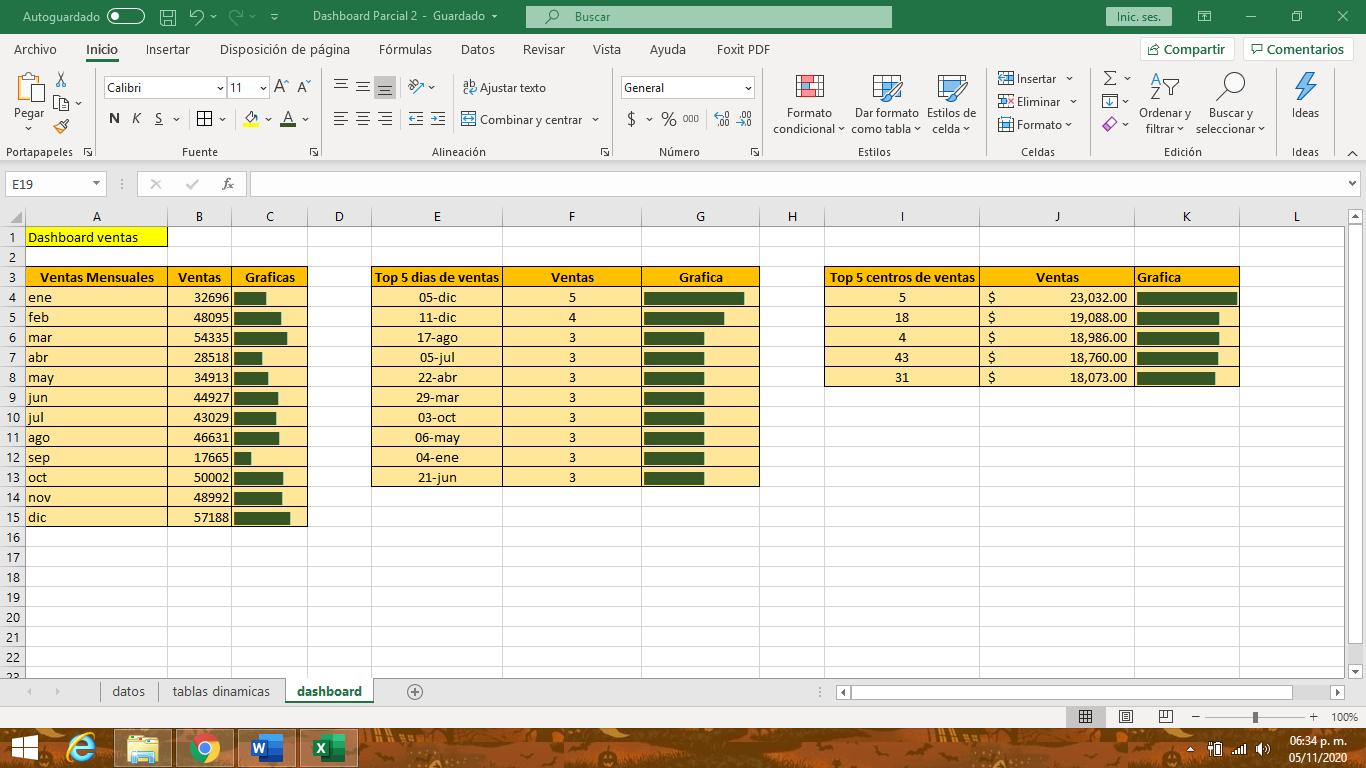 Autoguardado
Dashboard Parcial 2 - Guardado
Buscar
Inic. ses.
Archivo Inicio Insertar Disposición de página Fórmulas Datos Revisar Vista Ayuda Foxit PDF Compartir Comentarios
Pegar
Calibri 11
N K S A
Ajustar texto
Combinar y centrar
General
$ % 000
Formato condicional
Dar formato como tabla
Estilos de celda
Insertar
Eliminar
Formato
Ordenar y filtrar
Buscar y seleccionar
Ideas
Portapapeles Fuente Alineación Número Estilos Celdas Edición Ideas
E19 fx
A B C D E F G H I J K L
1 Dashboard ventas
2
3 Ventas Mensuales Ventas Graficas Top 5 dias de ventas Ventas Grafica Top 5 centros de ventas Ventas Grafica
4 ene 32696 05-dic 5 5 $ 23,032.00
5 feb 48095 11-dic 4 18 $ 19,088.00
6 mar 54335 17-ago 3 4 $ 18,986.00
7 abr 28518 05-jul 3 43 $ 18,760.00
8 may 34913 22-abr 3 31 $ 18,073.00
9 jun 44927 29-mar 3
10 jul 43029 03-oct 3
11 ago 46631 06-may 3
12 sep 17665 04-ene 3
13 oct 50002 21-jun 3
14 nov 48992
15 dic 57188
16
17
18
19
20
21
22
23
datos tablas dinamicas dashboard
100%
06:34 p. m.
05/11/2020